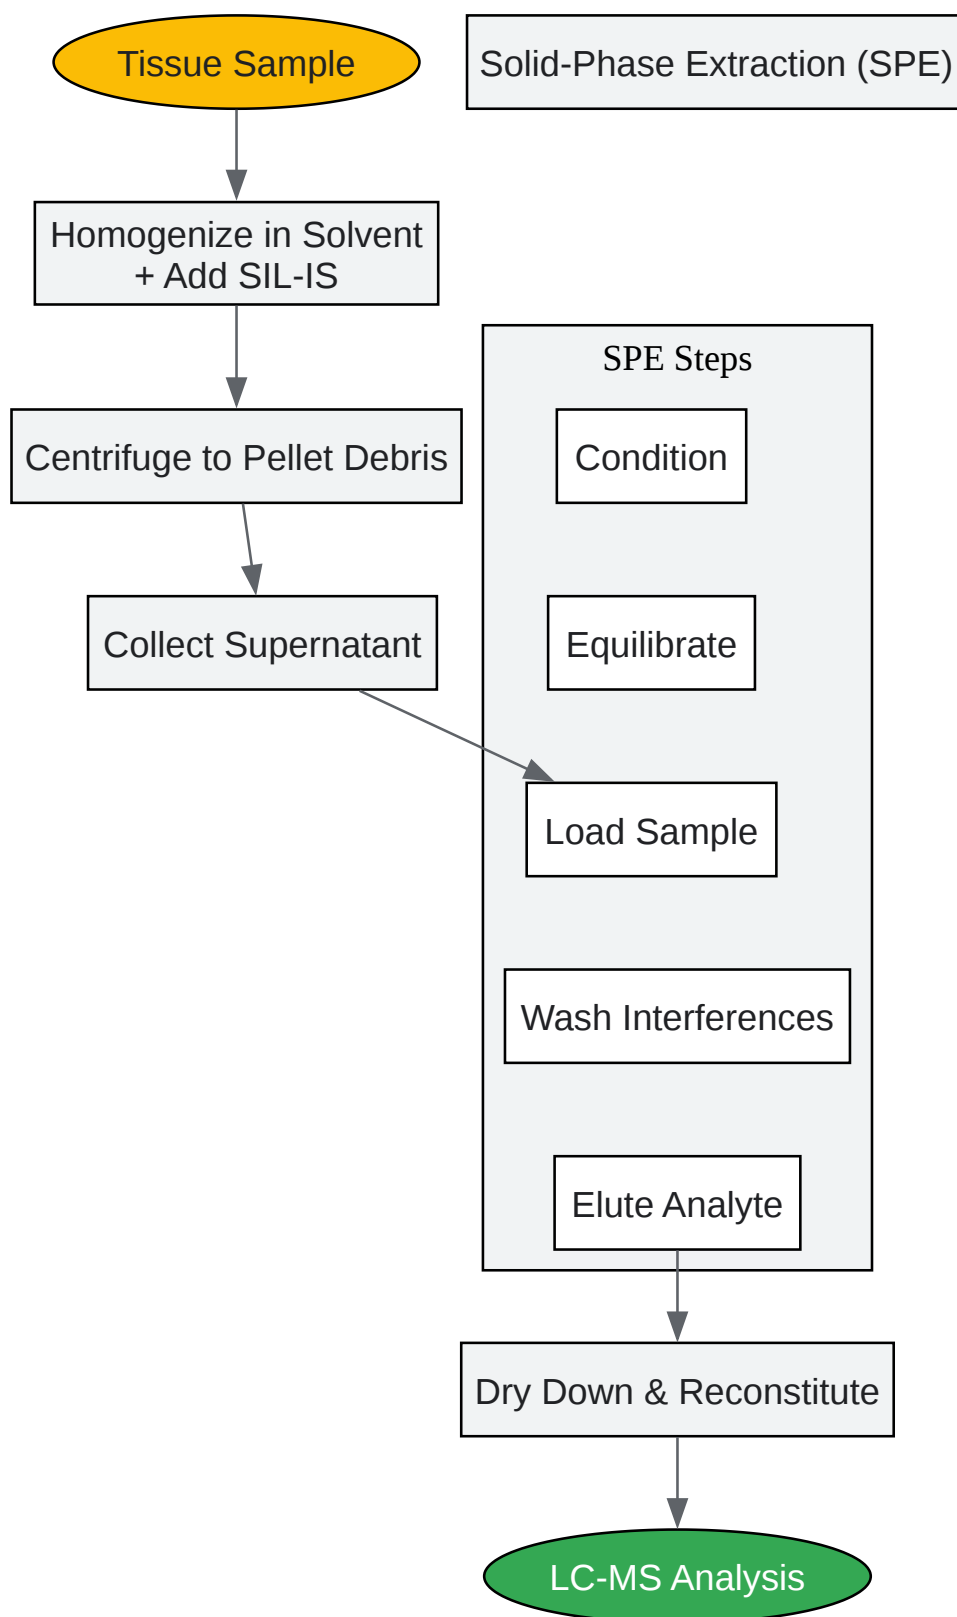 Tissue Sample
Solid-Phase Extraction (SPE)
Homogenize in Solvent
+ Add SIL-IS
SPE Steps
Centrifuge to Pellet Debris
Condition
Collect Supernatant
Equilibrate
Load Sample
Wash Interferences
Elute Analyte
Dry Down & Reconstitute
LC-MS Analysis